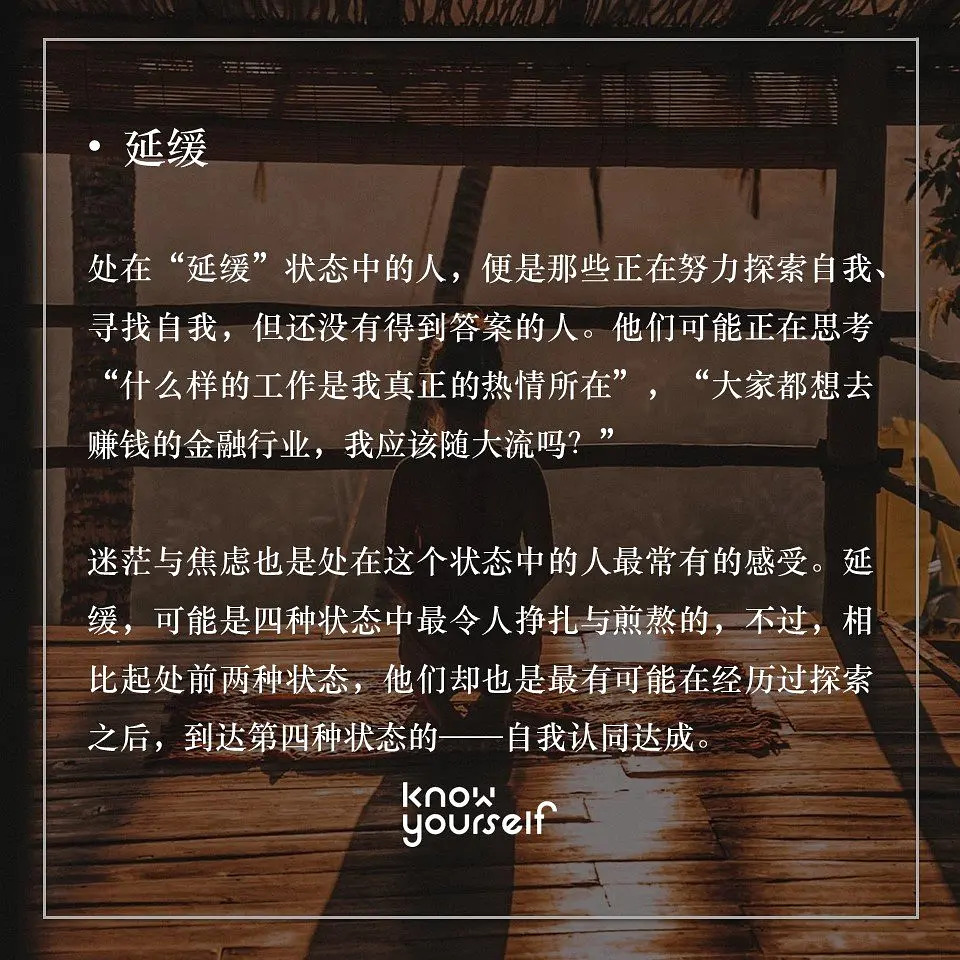 • 延缓
处在“延缓”状态中的人，便是那些正在努力探索自我、
寻找自我，但还没有得到答案的人。他们可能正在思考
“什么样的工作是我真正的热情所在”，“大家都想去
赚钱的金融行业，我应该随大流吗？”
迷茫与焦虑也是处在这个状态中的人最常有的感受。延
缓，可能是四种状态中最令人挣扎与煎熬的，不过，相
比起处前两种状态，他们却也是最有可能在经历过探索
之后，到达第四种状态的——自我认同达成。
know
yourself